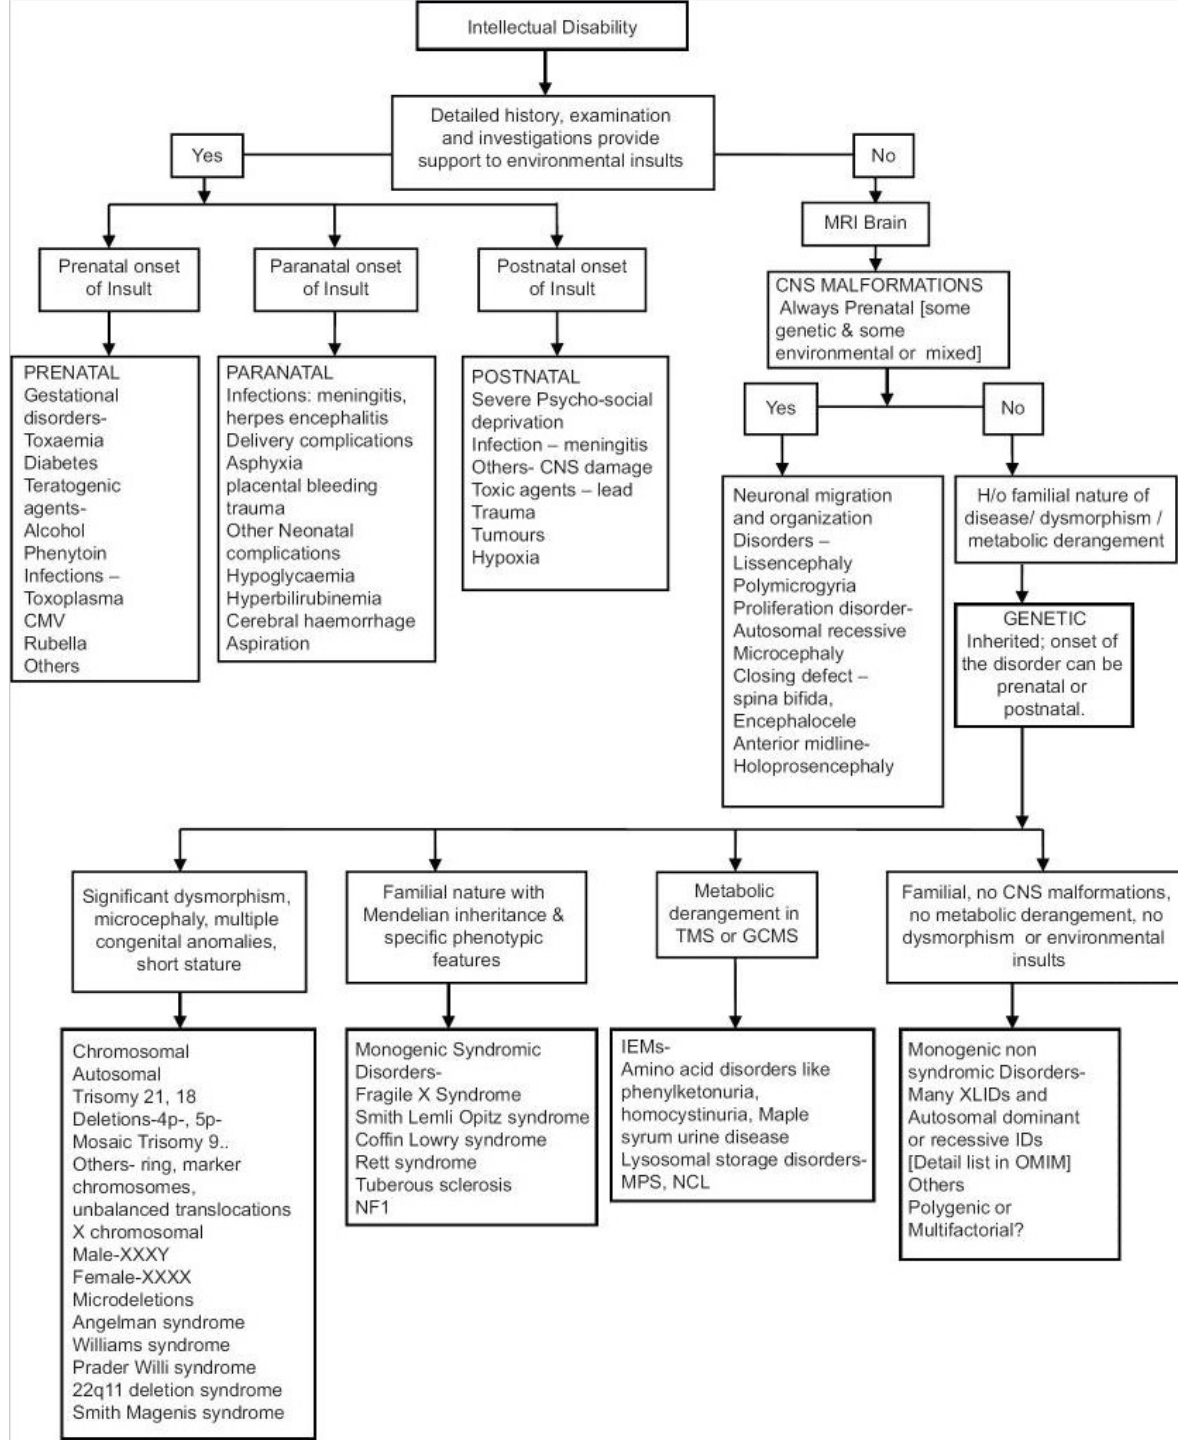 Intellectual Disability
Detailed history, examination
and investigations provide
support to environmental insults
Yes
No
MRI Brain
Prenatal onset
of Insult
Paranatal onset
of Insult
Postnatal onset
of Insult
CNS MALFORMATIONS
Always Prenatal [some
genetic & some
environmental or mixed]
PRENATAL
Gestational
disorders-
Toxaemia
Diabetes
Teratogenic
agents-
Alcohol
Phenytoin
Infections –
Toxoplasma
CMV
Rubella
Others
PARANATAL
Infections: meningitis,
herpes encephalitis
Delivery complications
Asphyxia
placental bleeding
trauma
Other Neonatal
complications
Hypoglycaemia
Hyperbilirubinemia
Cerebral haemorrhage
Aspiration
POSTNATAL
Severe Psycho-social
deprivation
Infection – meningitis
Others- CNS damage
Toxic agents – lead
Trauma
Tumours
Hypoxia
Yes
No
Neuronal migration
and organization
Disorders –
Lissencephaly
Polymicrogyria
Proliferation disorder-
Autosomal recessive
Microcephaly
Closing defect –
spina bifida,
Encephalocele
Anterior midline-
Holoprosencephaly
H/o familial nature of
disease/ dysmorphism /
metabolic derangement
GENETIC
Inherited; onset of
the disorder can be
prenatal or
postnatal.
Significant dysmorphism,
microcephaly, multiple
congenital anomalies,
short stature
Familial nature with
Mendelian inheritance &
specific phenotypic
features
Metabolic
derangement in
TMS or GCMS
Familial, no CNS malformations,
no metabolic derangement, no
dysmorphism or environmental
insults
Chromosomal
Autosomal
Trisomy 21, 18
Deletions-4p-, 5p-
Mosaic Trisomy 9..
Others- ring, marker
chromosomes,
unbalanced translocations
X chromosomal
Male-XXXY
Female-XXXX
Microdeletions
Angelman syndrome
Williams syndrome
Prader Willi syndrome
22q11 deletion syndrome
Smith Magenis syndrome
Monogenic Syndromic
Disorders-
Fragile X Syndrome
Smith Lemli Opitz syndrome
Coffin Lowry syndrome
Rett syndrome
Tuberous sclerosis
NF1
IEMs-
Amino acid disorders like
phenylketonuria,
homocystinuria, Maple
syrum urine disease
Lysosomal storage disorders-
MPS, NCL
Monogenic non
syndromic Disorders-
Many XLIDs and
Autosomal dominant
or recessive IDs
[Detail list in OMIM]
Others
Polygenic or
Multifactorial?